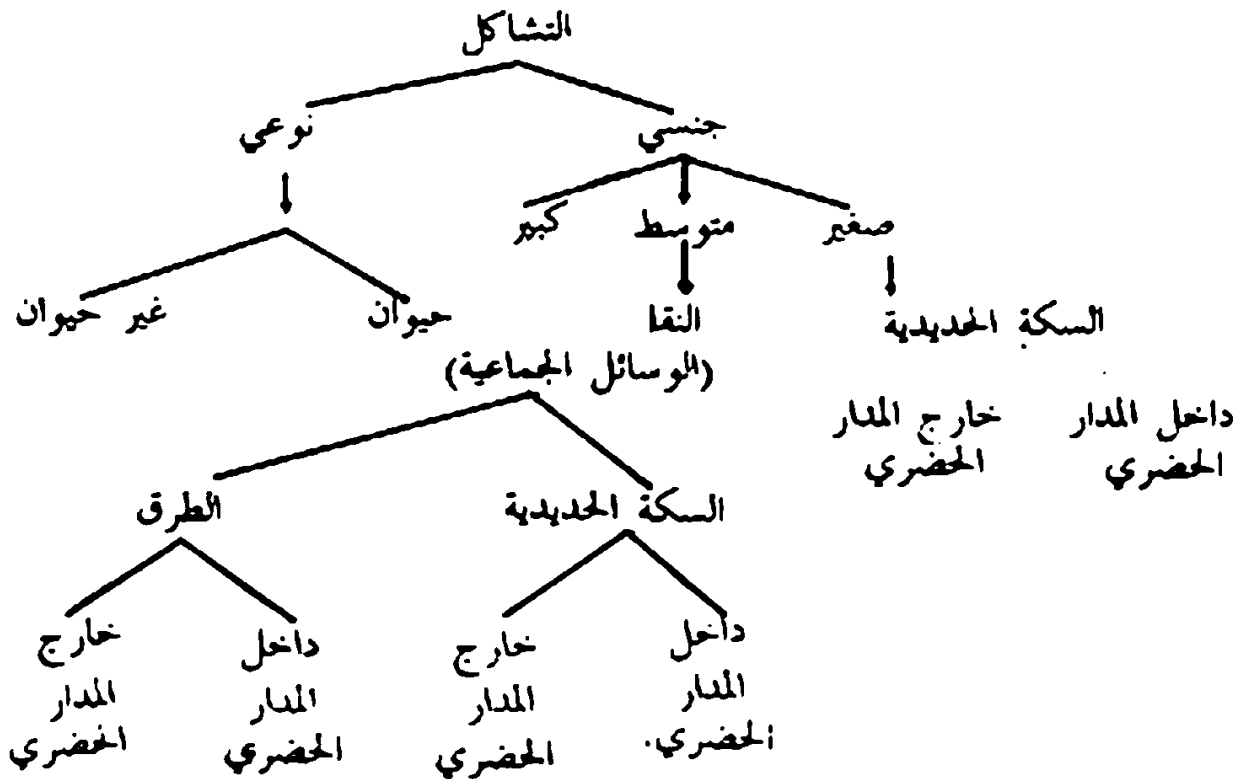 التشاكل
جنسي
نوعي
صغير
متوسط
كبير
السكة الحديدية
النقا
حيوان
غير حيوان
(الوسائل الجماعية)
داخل المدار
الحضري
خارج المدار
الحضري
السكة الحديدية
الطرق
داخل
المدار
الحضري.
خارج
المدار
الحضري
داخل
المدار
الحضري
خارج
المدار
الحضري